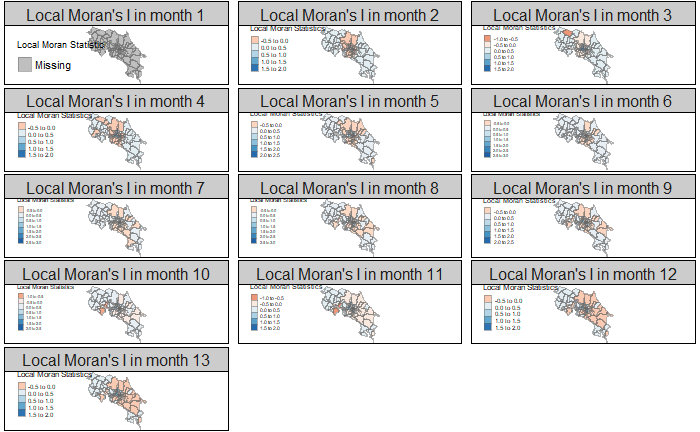 Local Moran's I in month 1
Local Moran Statistic
Missing
Local Moran's I in month 2
Local Moran Statistics
-0.5 to 0.0
0.0 to 0.5
0.5 to 1.0
1.0 to 1.5
1.5 to 2.0
Local Moran's I in month 3
Local Moran Statistics
-1.0 to -0.5
-0.5 to 0.0
0.0 to 0.5
0.5 to 1.0
1.0 to 1.5
1.5 to 2.0
Local Moran's I in month 4
Local Moran Statistics
-0.5 to 0.0
0.0 to 0.5
0.5 to 1.0
1.0 to 1.5
1.5 to 2.0
Local Moran's I in month 5
Local Moran Statistics
-0.5 to 0.0
0.0 to 0.5
0.5 to 1.0
1.0 to 1.5
1.5 to 2.0
2.0 to 2.5
Local Moran's I in month 6
Local Moran Statistics
Local Moran's I in month 7
Local Moran Statistics
Local Moran's I in month 8
Local Moran Statistics
Local Moran's I in month 9
Local Moran Statistics
-0.5 to 0.0
0.0 to 0.5
0.5 to 1.0
1.0 to 1.5
1.5 to 2.0
2.0 to 2.5
Local Moran's I in month 10
Local Moran Statistics
Local Moran's I in month 11
Local Moran Statistics
-1.0 to -0.5
-0.5 to 0.0
0.0 to 0.5
0.5 to 1.0
1.0 to 1.5
1.5 to 2.0
Local Moran's I in month 12
Local Moran Statistics
-0.5 to 0.0
0.0 to 0.5
0.5 to 1.0
1.0 to 1.5
1.5 to 2.0
Local Moran's I in month 13
Local Moran Statistics
-0.5 to 0.0
0.0 to 0.5
0.5 to 1.0
1.0 to 1.5
1.5 to 2.0